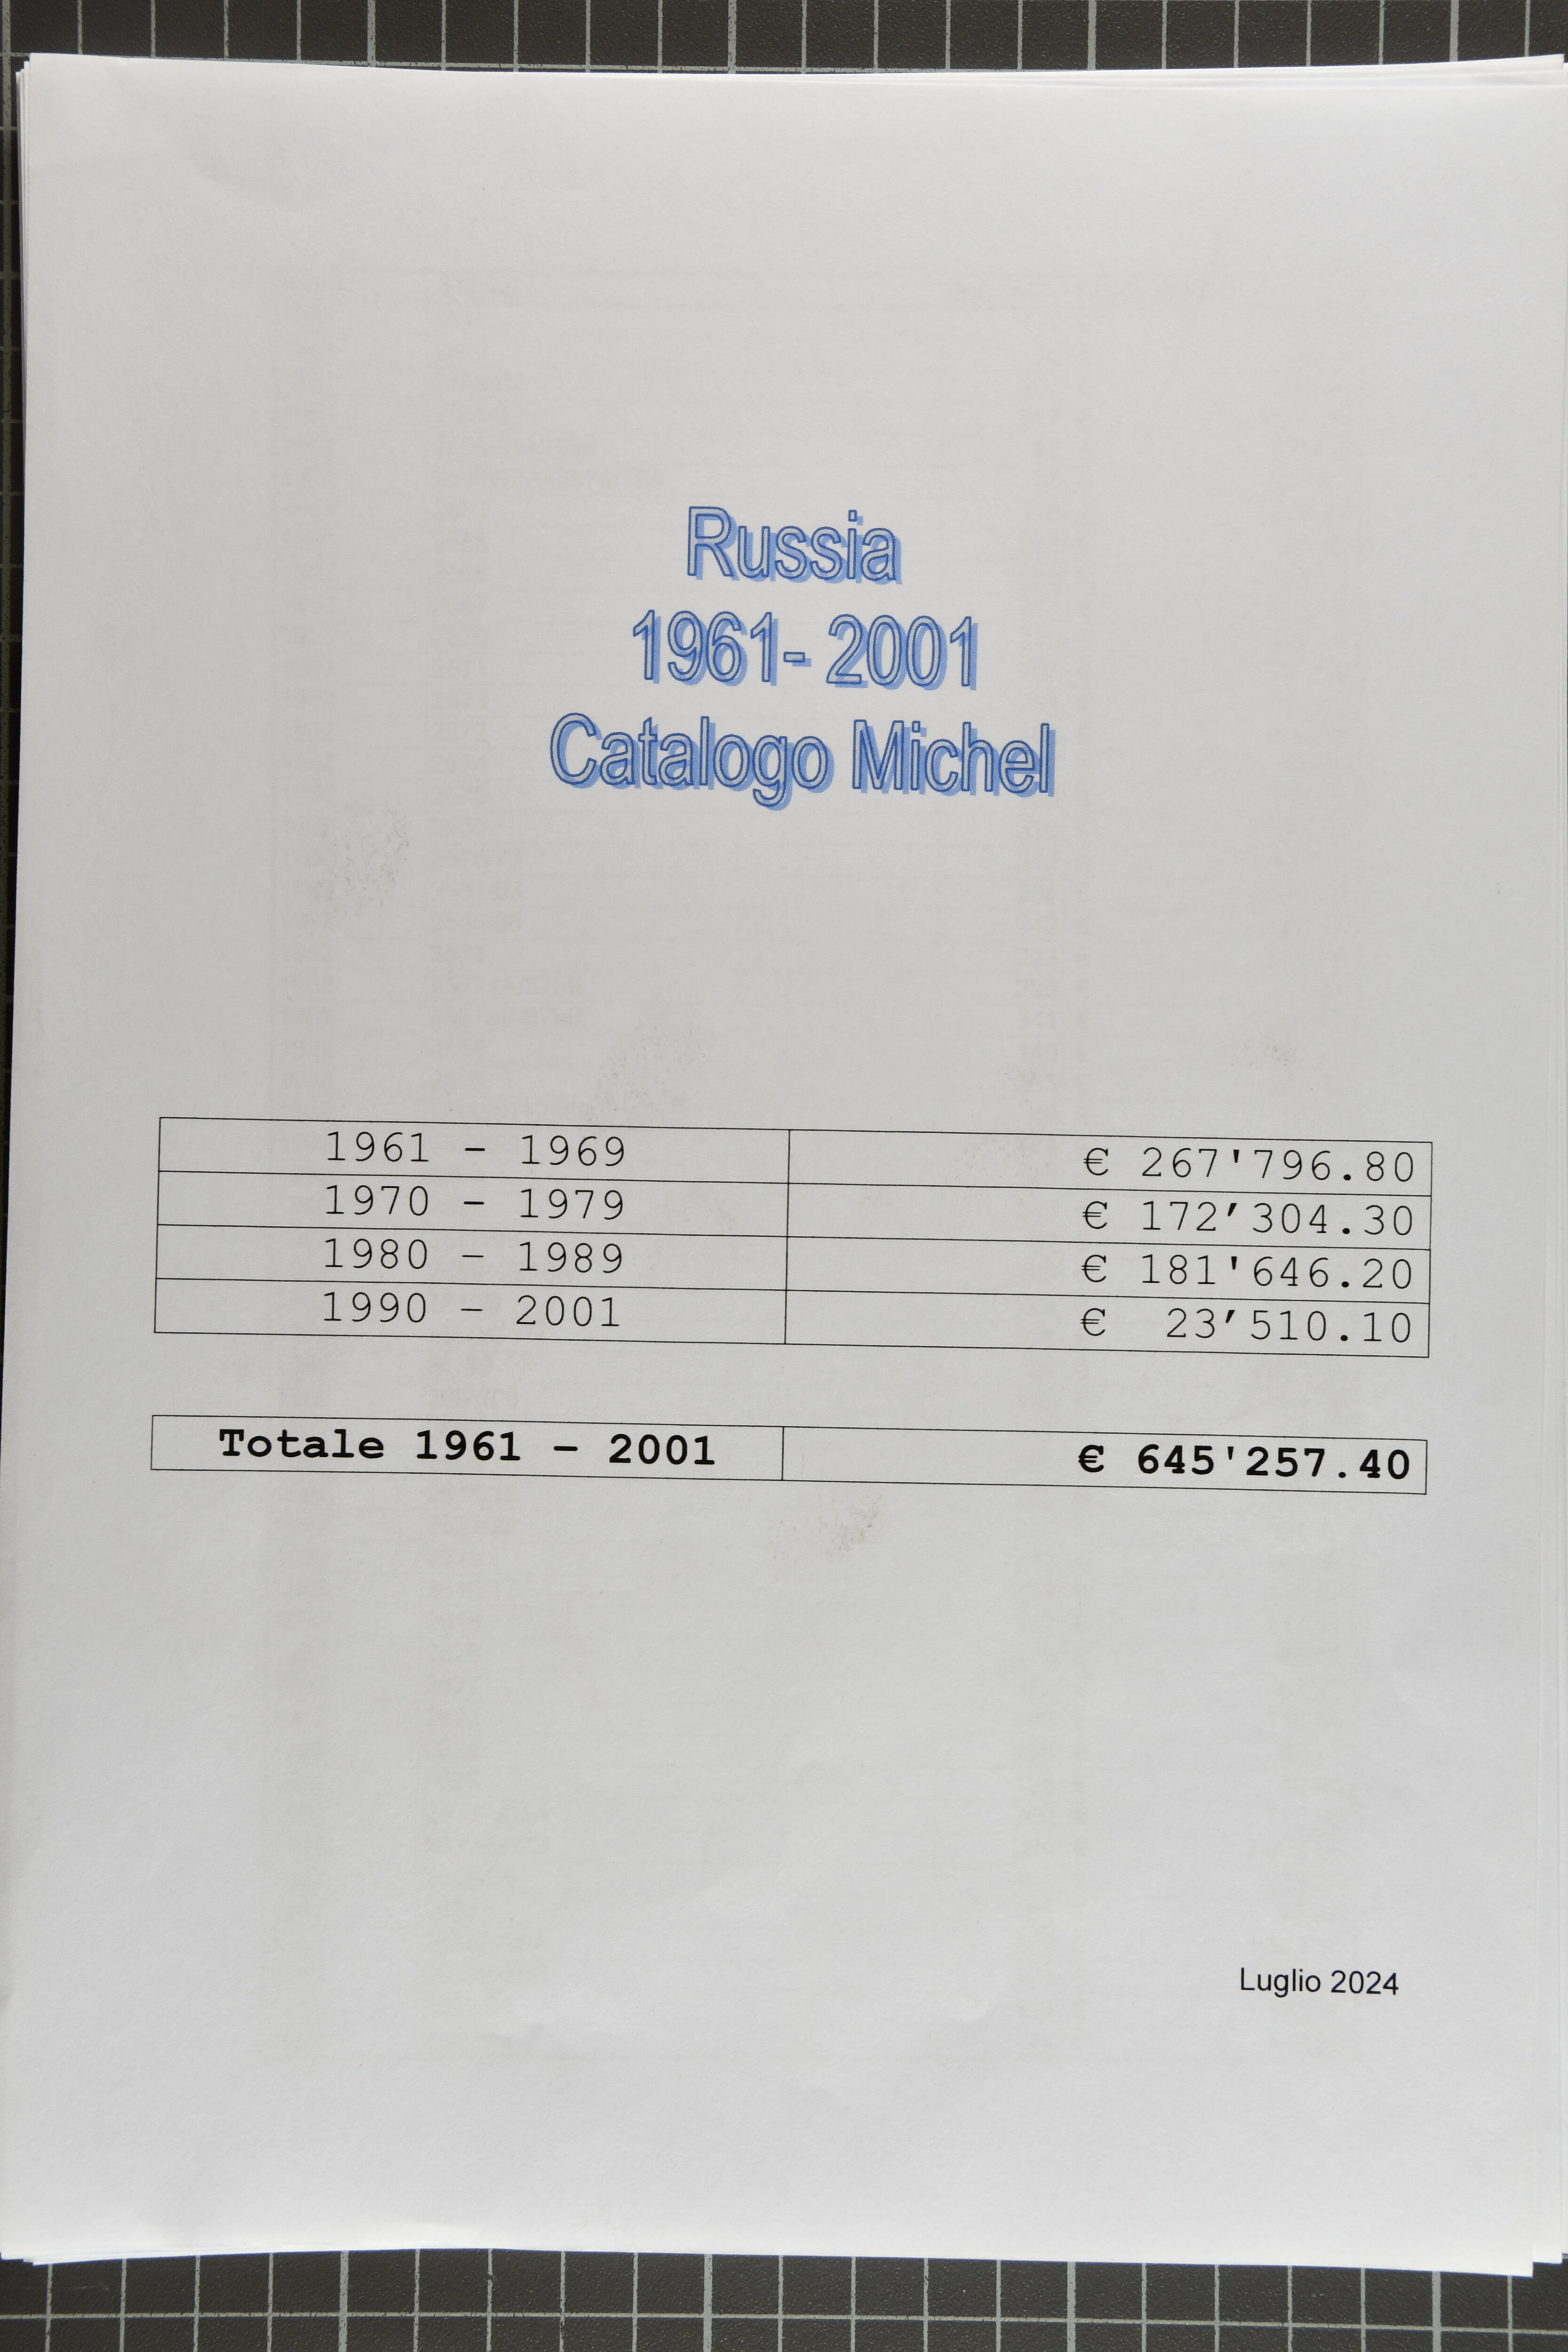 Russia
1961- 2001
Catalogo Michel
1961 - 1969 € 267'796.80
1970 - 1979 € 172’304.30
1980 – 1989 € 181'646.20
1990 – 2001 € 23’510.10
Totale 1961 – 2001 € 645'257.40
Luglio 2024